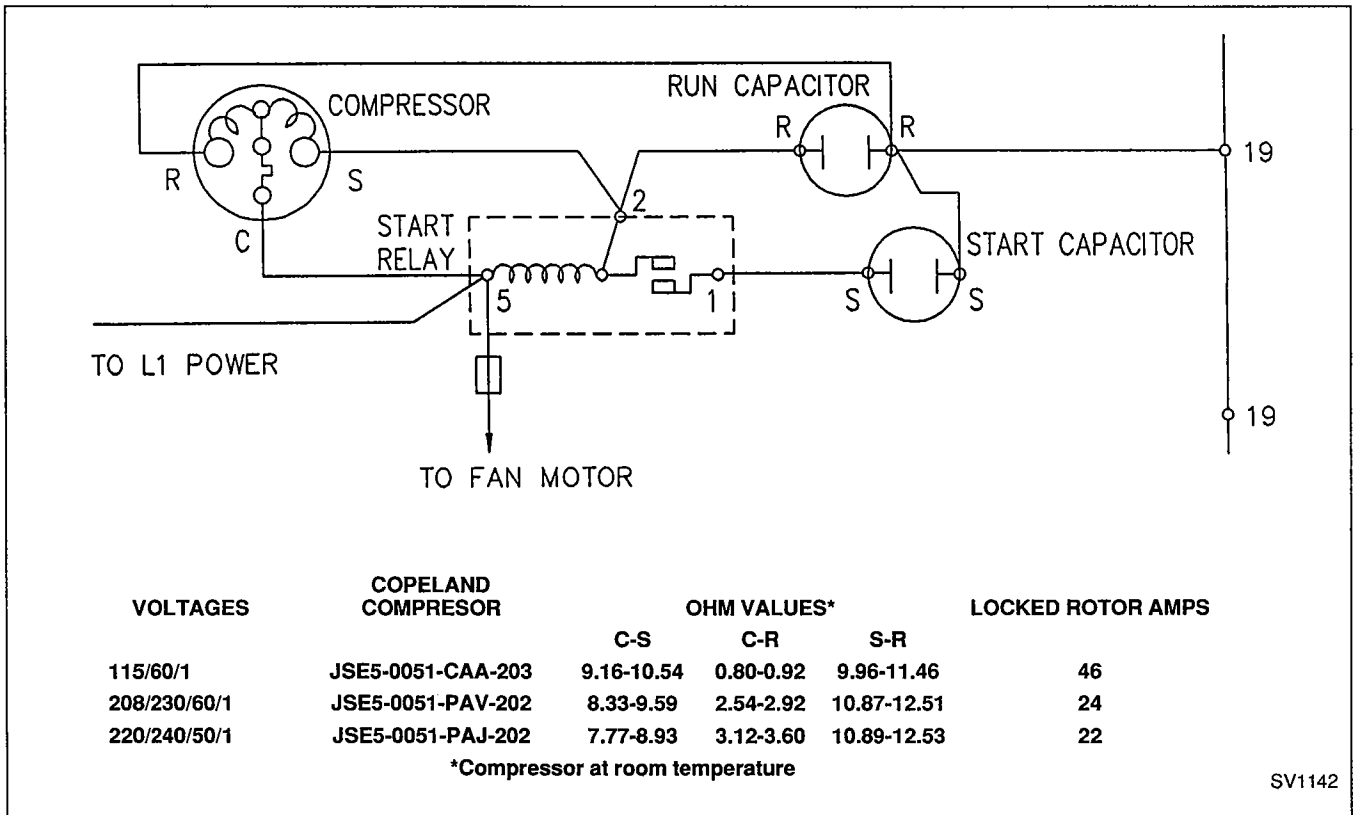 COMPRESSOR
RUN CAPACITOR
R
R
19
R
S
C
2
START
RELAY
START CAPACITOR
5
1
S
S
TO L1 POWER
19
TO FAN MOTOR
VOLTAGES COPELAND COMPRESOR OHM VALUES* LOCKED ROTOR AMPS
C-S C-R S-R
115/60/1 JSE5-0051-CAA-203 9.16-10.54 0.80-0.92 9.96-11.46 46
208/230/60/1 JSE5-0051-PAV-202 8.33-9.59 2.54-2.92 10.87-12.51 24
220/240/50/1 JSE5-0051-PAJ-202 7.77-8.93 3.12-3.60 10.89-12.53 22
*Compressor at room temperature
SV1142